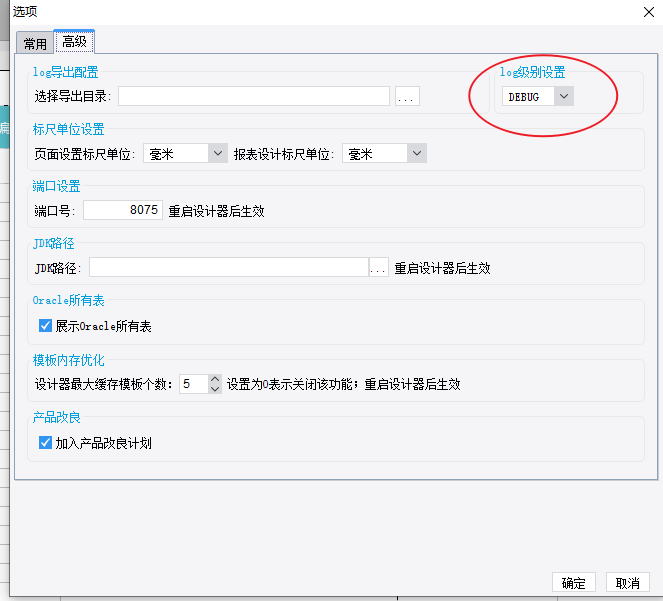 选项
常用 高级
log导出配置 log级别设置
选择导出目录: ... DEBUG
标尺单位设置
页面设置标尺单位: 毫米 报表设计标尺单位: 毫米
端口设置
端口号: 8075 重启设计器后生效
JDK路径
JDK路径: ... 重启设计器后生效
Oracle所有表
展示Oracle所有表
模板内存优化
设计器最大缓存模板个数: 5 设置为0表示关闭该功能；重启设计器后生效
产品改良
加入产品改良计划
确定 取消